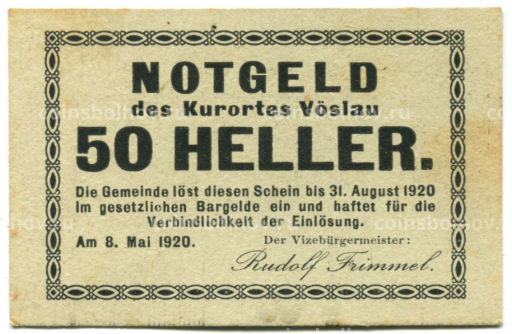 NOTGELD
des Kurortes Vöslau
50 HELLER.
Die Gemeinde löst diesen Schein bis 31. August 1920
im gesetzlichen Bargelde ein und haftet für die
Verbindlichkeit der Einlösung.
Am 8. Mai 1920. Der Vizebürgermeister:
Rudolf Frimmel.